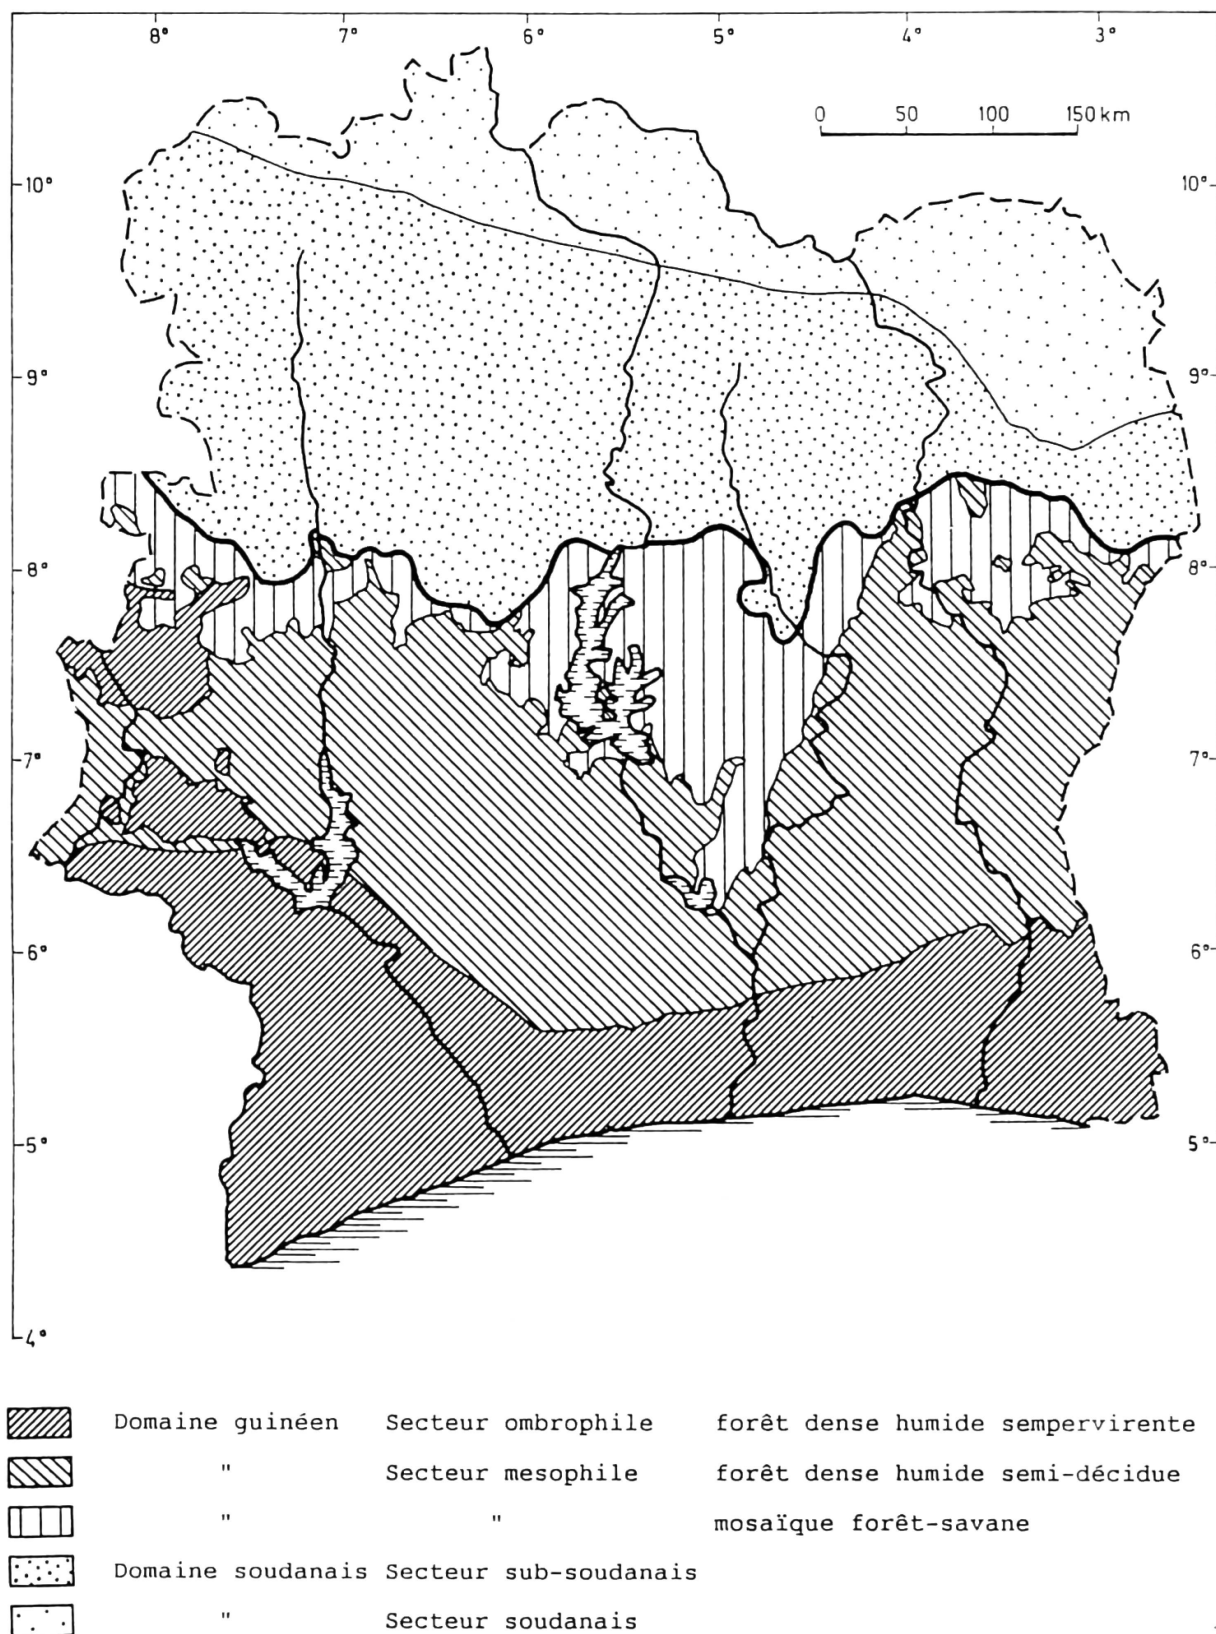 8° 7° 6° 5° 4° 3°
0 50 100 150 km
10° 10°
9° 9°
8° 8°
7° 7°
6° 6°
5° 5°
4°
Domaine guinéen Secteur ombrophile forêt dense humide sempervirente
" Secteur mesophile forêt dense humide semi-décidue
" " mosaïque forêt-savane
Domaine soudanais Secteur sub-soudanais
" Secteur soudanais